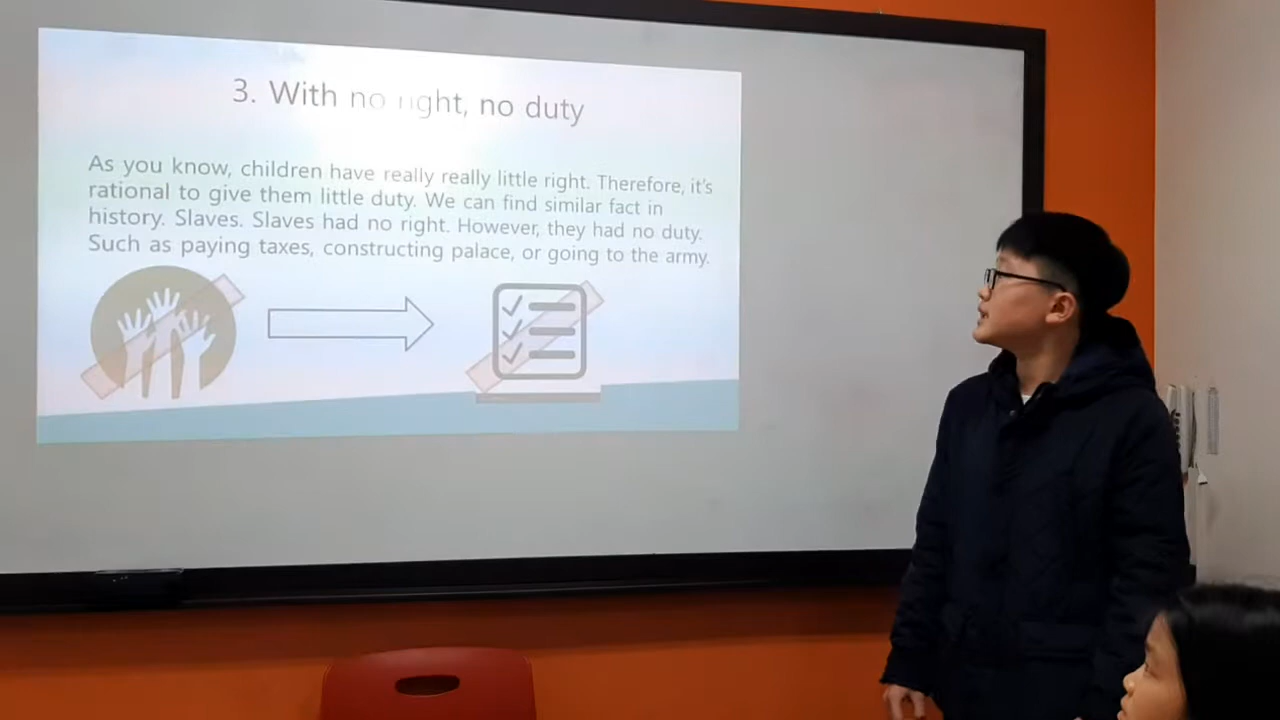 3. With no right, no duty
As you know, children have really really little right. Therefore, it's
rational to give them little duty. We can find similar fact in
history. Slaves. Slaves had no right. However, they had no duty.
Such as paying taxes, constructing palace, or going to the army.